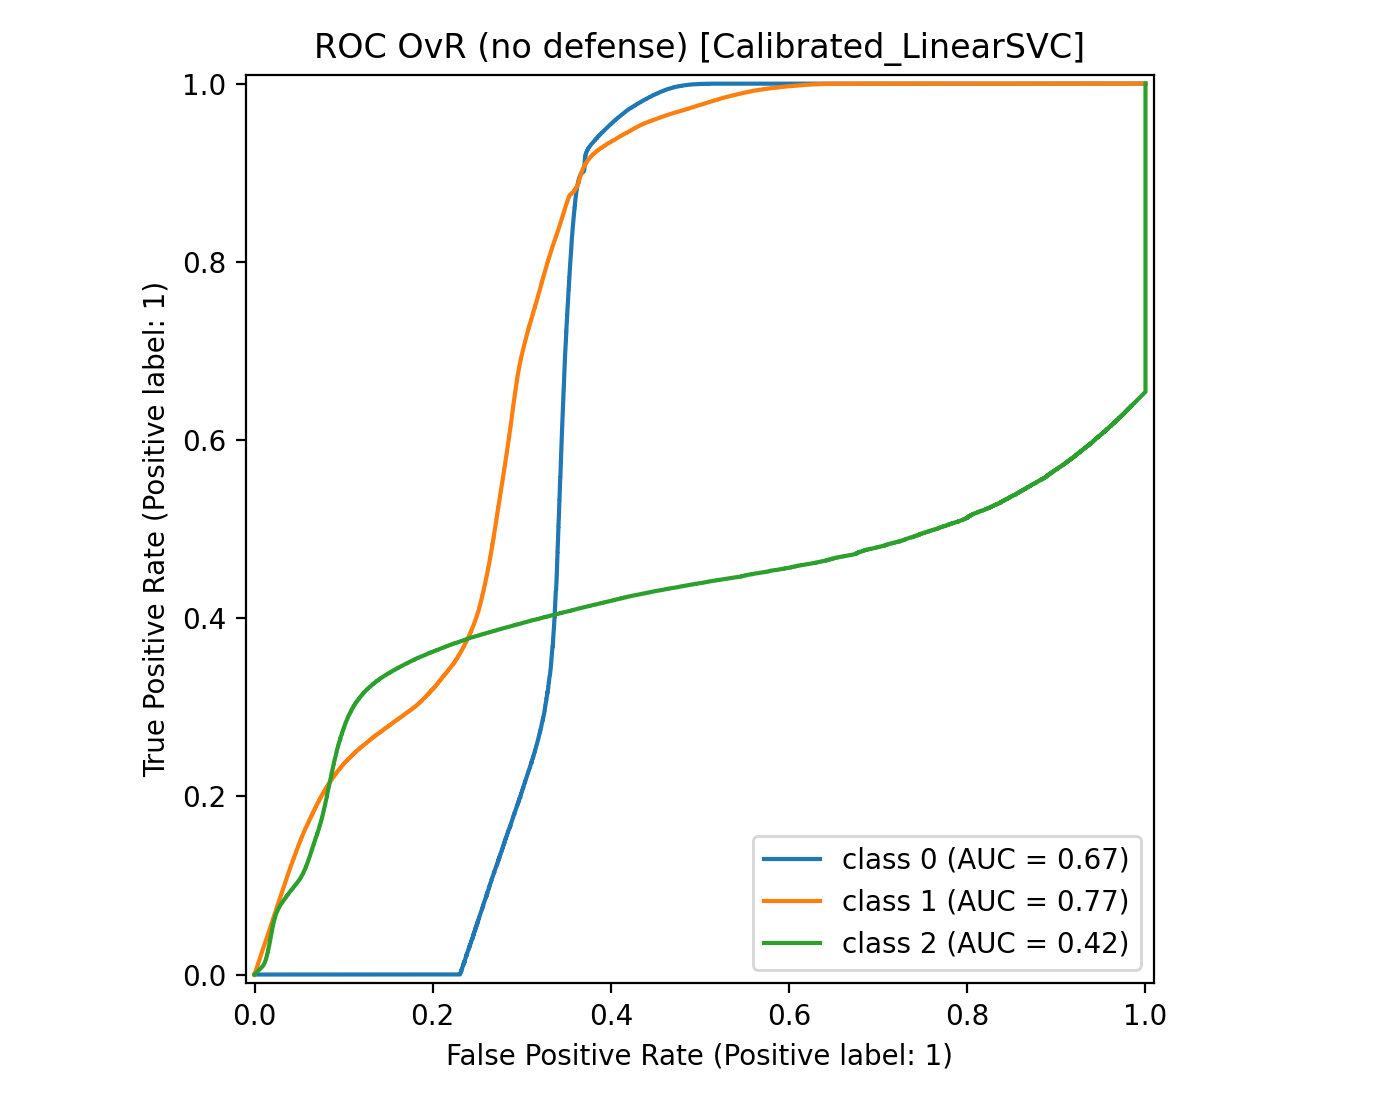 ROC OvR (no defense) [Calibrated_LinearSVC]
1.0
0.8
0.6
0.4
0.2
0.0
True Positive Rate (Positive label: 1)
class 0 (AUC = 0.67)
class 1 (AUC = 0.77)
class 2 (AUC = 0.42)
0.0 0.2 0.4 0.6 0.8 1.0
False Positive Rate (Positive label: 1)